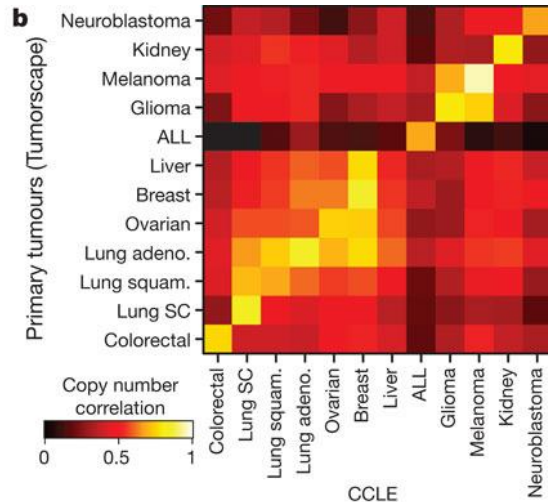 b
Primary tumours (Tumorscape)
Neuroblastoma
Kidney
Melanoma
Glioma
ALL
Liver
Breast
Ovarian
Lung adeno.
Lung squam.
Lung SC
Colorectal
Colorectal
Lung SC
Lung squam.
Lung adeno.
Ovarian
Breast
Liver
ALL
Glioma
Melanoma
Kidney
Neuroblastoma
Copy number
correlation
0
0.5
1
CCLE